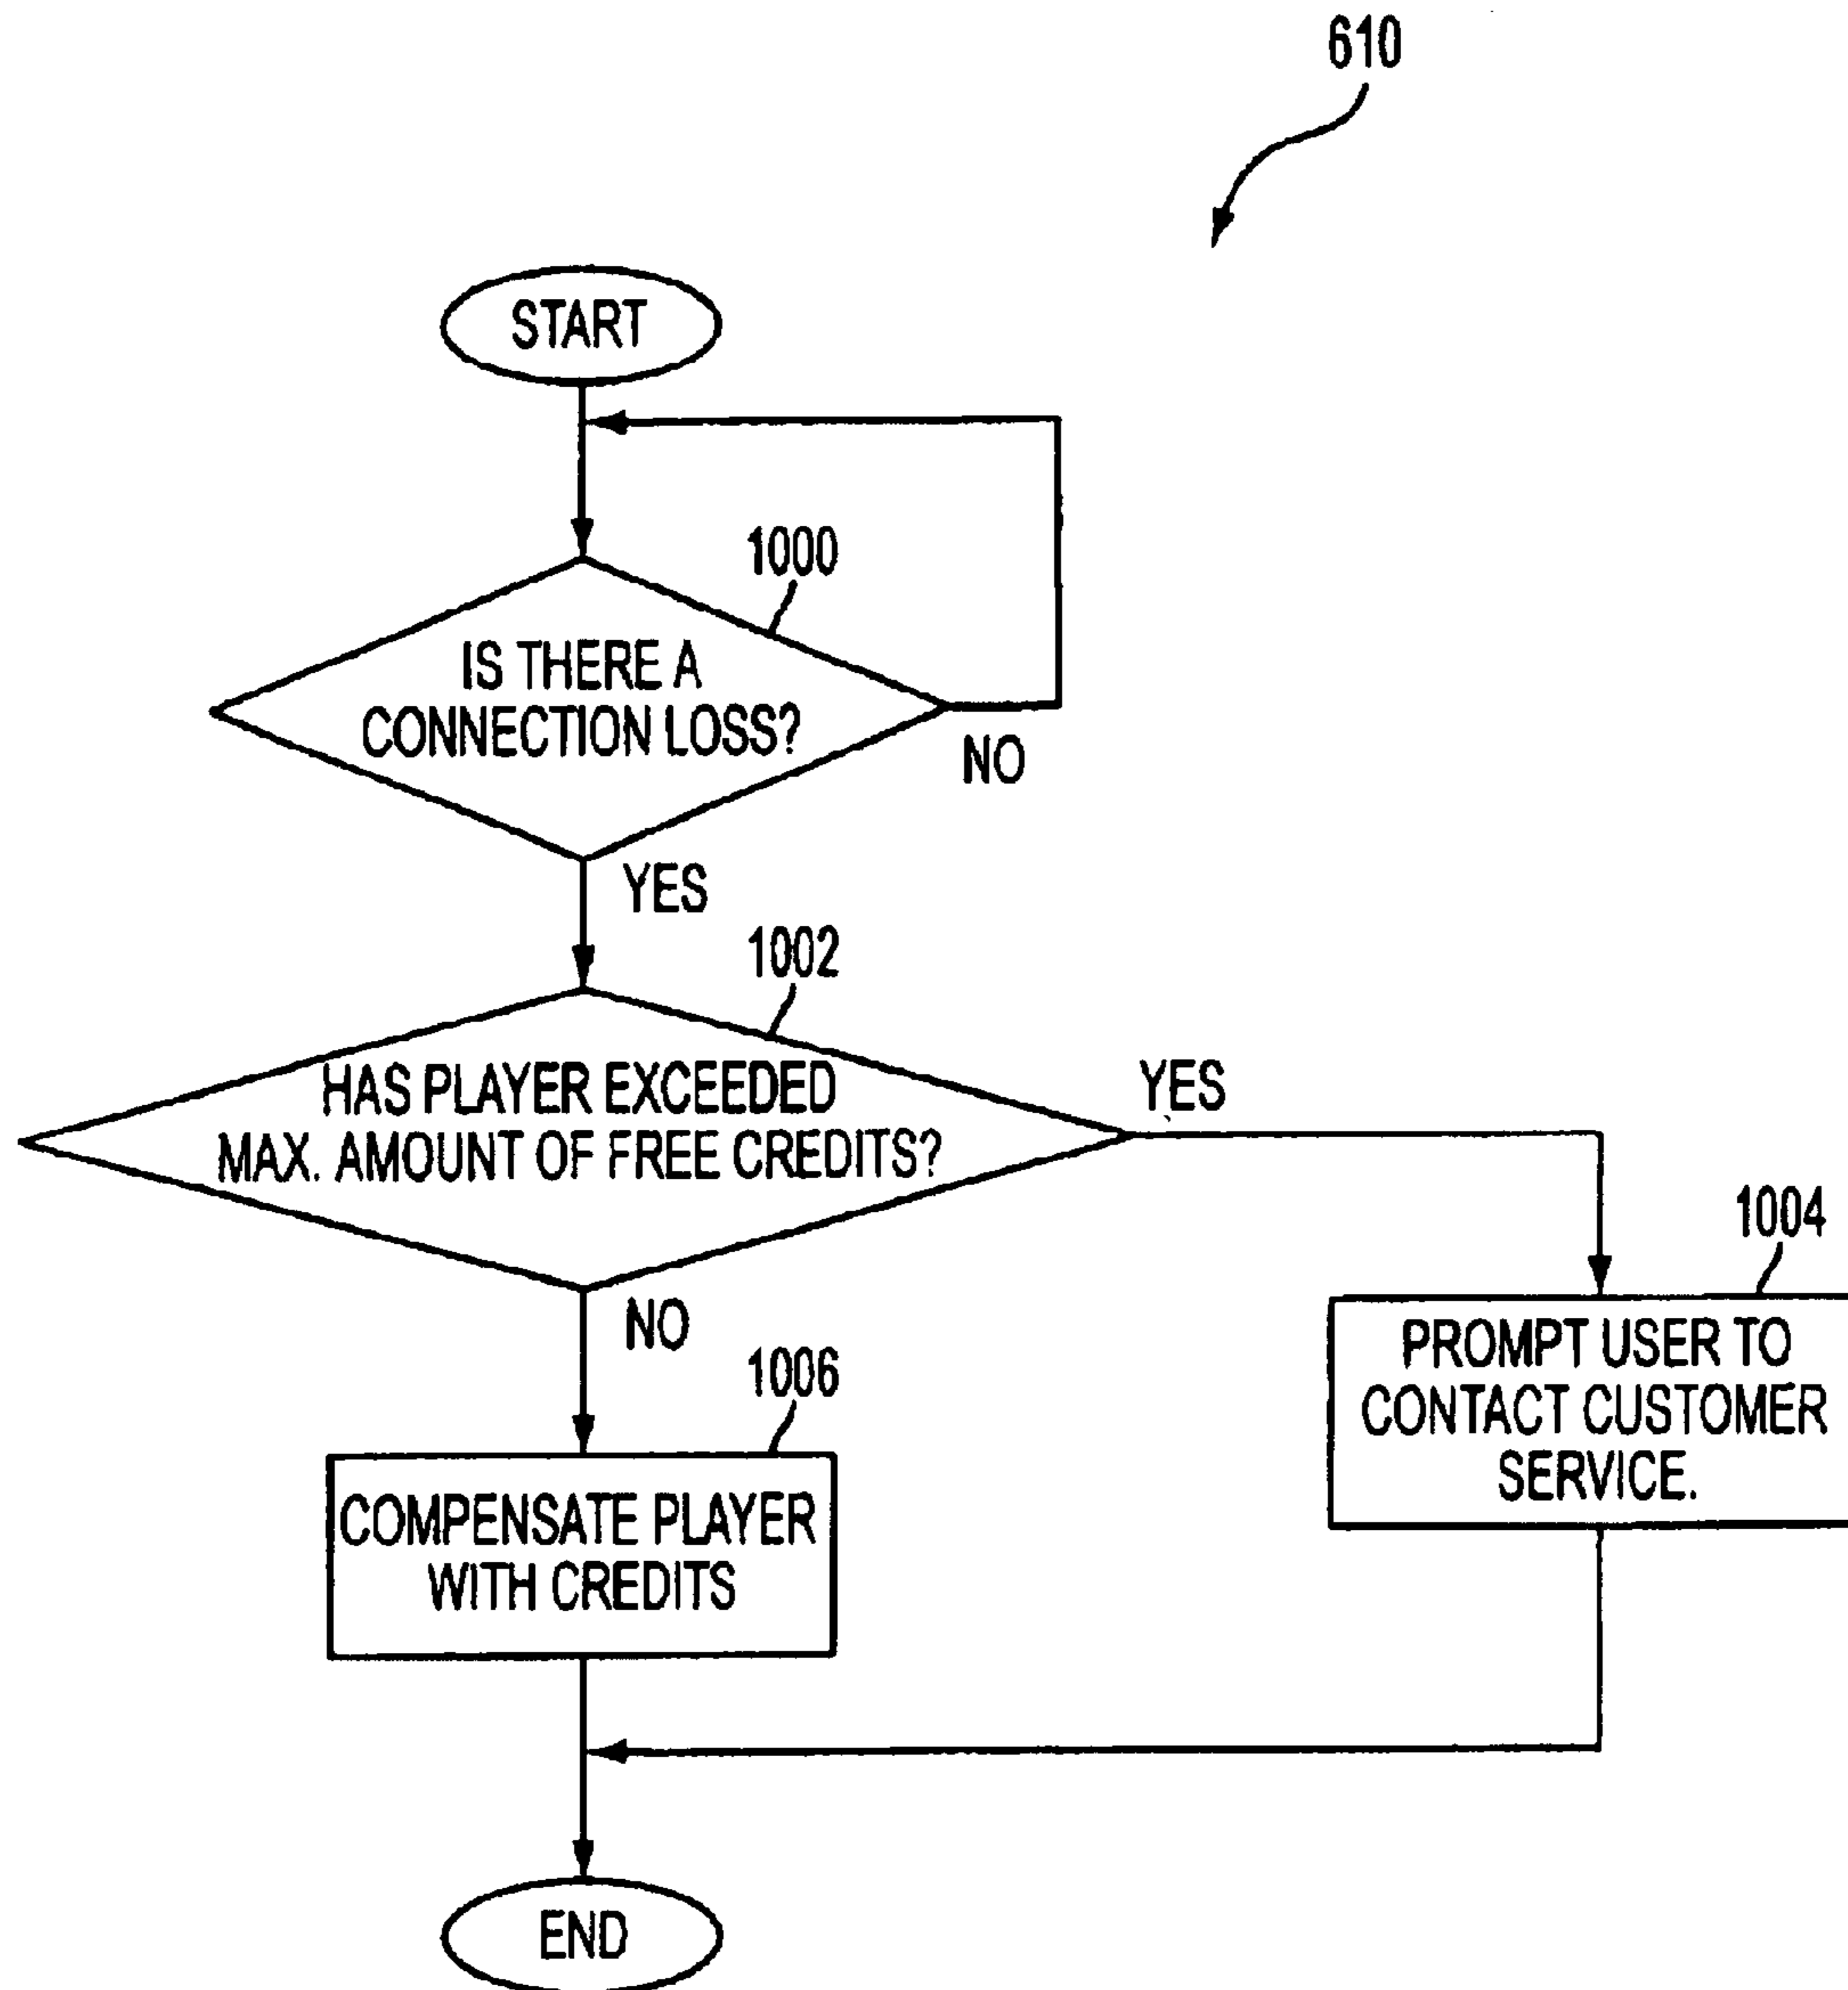 610
START
1000
IS THERE A
CONNECTION LOSS?
NO
YES
1002
HAS PLAYER EXCEEDED
MAX. AMOUNT OF FREE CREDITS?
YES
NO
1004
PROMPT USER TO
CONTACT CUSTOMER
SERVICE.
1006
COMPENSATE PLAYER
WITH CREDITS
END